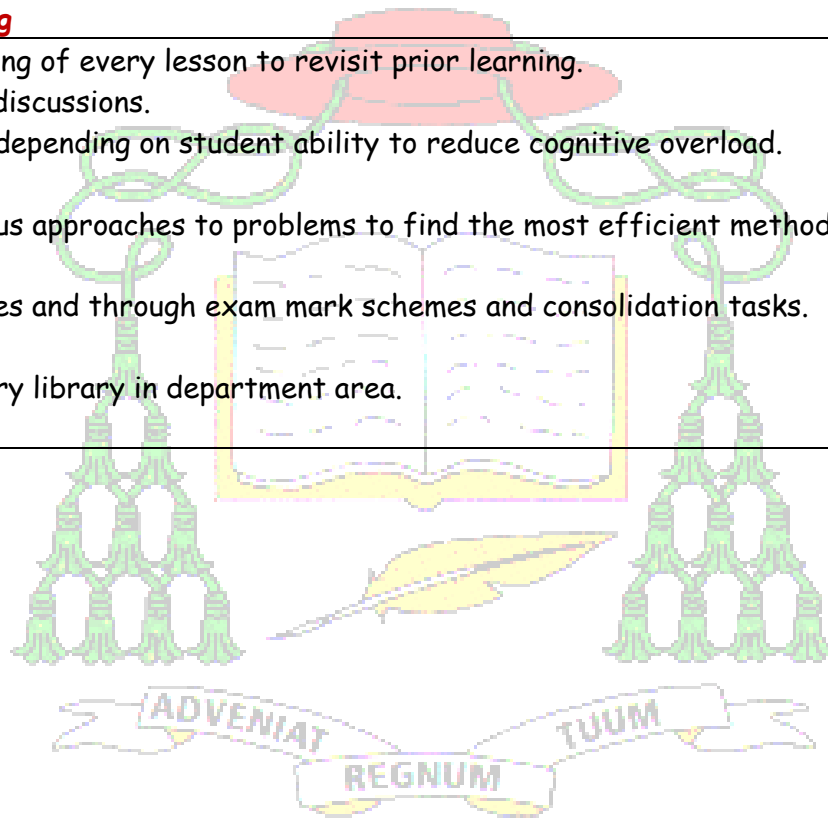 g
ng of every lesson to revisit prior learning.
discussions.
depending on student ability to reduce cognitive overload.
us approaches to problems to find the most efficient method
es and through exam mark schemes and consolidation tasks.
ry library in department area.
ADVENIAT
REGNUM
TUUM